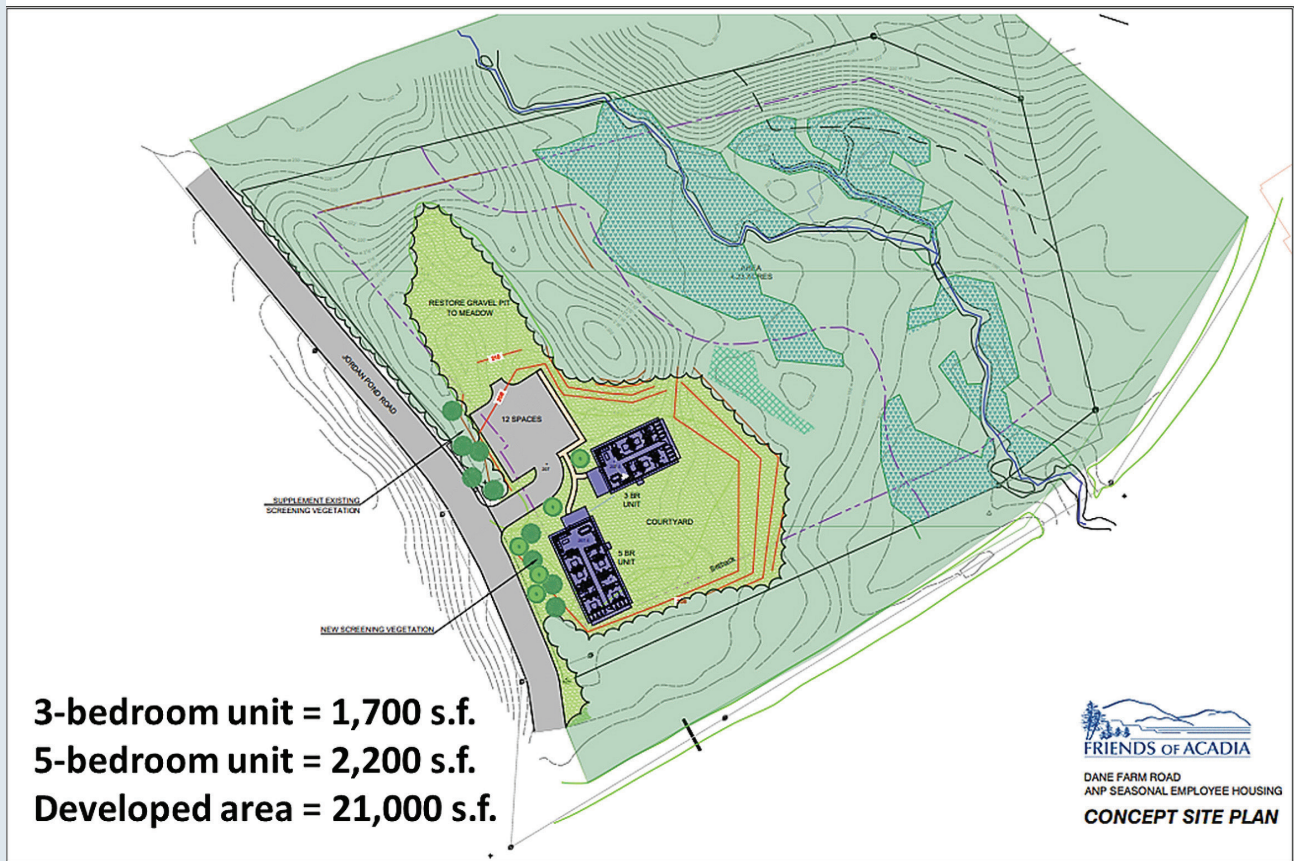 AREA
RESTORE GRAVEL PIT
TO MEADOW
JORDAN POND ROAD
12 SPACES
3 BR
UNIT
COURTYARD
5 BR
UNIT
Setback
SUPPLEMENT EXISTING
SCREENING VEGETATION
NEW SCREENING VEGETATION
3-bedroom unit = 1,700 s.f.
5-bedroom unit = 2,200 s.f.
Developed area = 21,000 s.f.
FRIENDS OF ACADIA
DANE FARM ROAD
ANP SEASONAL EMPLOYEE HOUSING
CONCEPT SITE PLAN